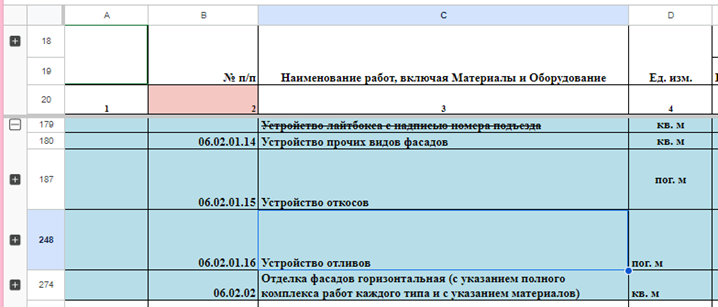 A B C D
18
19 № п/п Наименование работ, включая Материалы и Оборудование Ед. изм.
20 1 2 3 4
179 Устройство лайтбокса с надписью номера подъезда кв. м
180 06.02.01.14 Устройство прочих видов фасадов кв. м
187 06.02.01.15 Устройство откосов пог. м
248 06.02.01.16 Устройство отливов пог. м
Отделка фасадов горизонтальная (с указанием полного
274 06.02.02 комплекса работ каждого типа и с указанием материалов) кв. м